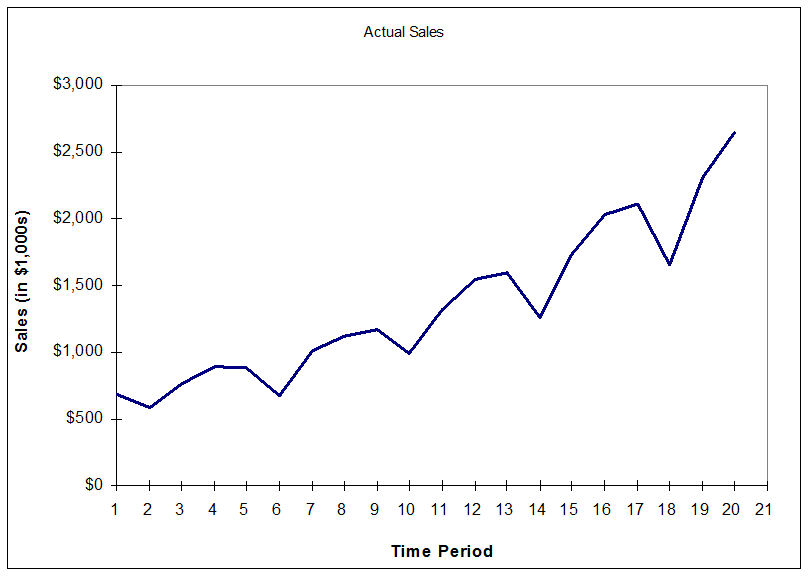 Actual Sales
$3,000
$2,500
$2,000
$1,500
$1,000
$500
$0
Sales (in $1,000s)
1 2 3 4 5 6 7 8 9 10 11 12 13 14 15 16 17 18 19 20 21
Time Period